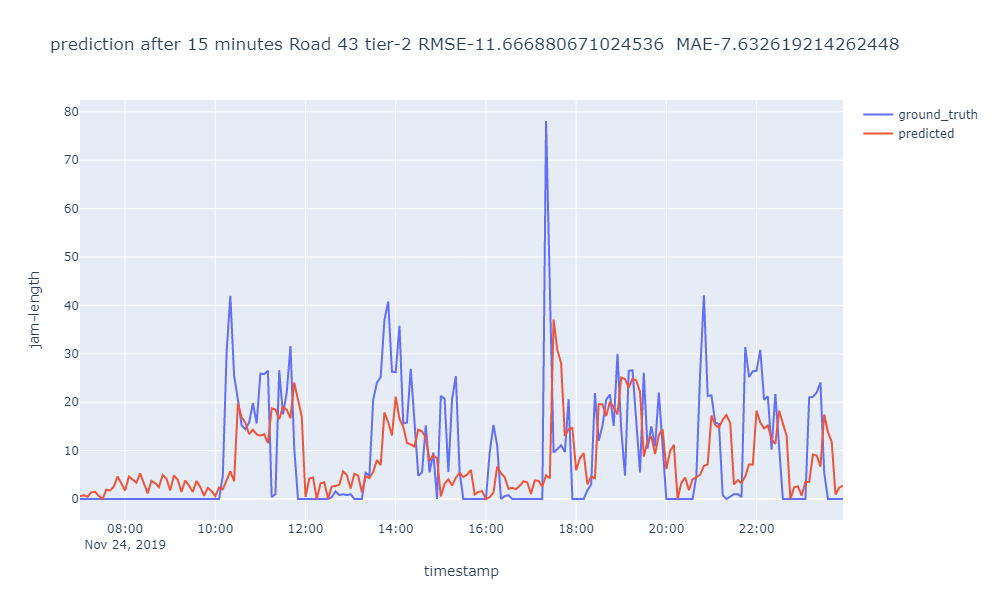 prediction after 15 minutes Road 43 tier-2 RMSE-11.666880671024536  MAE-7.632619214262448
ground_truth
predicted
80
70
60
50
40
30
20
10
0
jam-length
08:00 10:00 12:00 14:00 16:00 18:00 20:00 22:00
Nov 24, 2019
timestamp